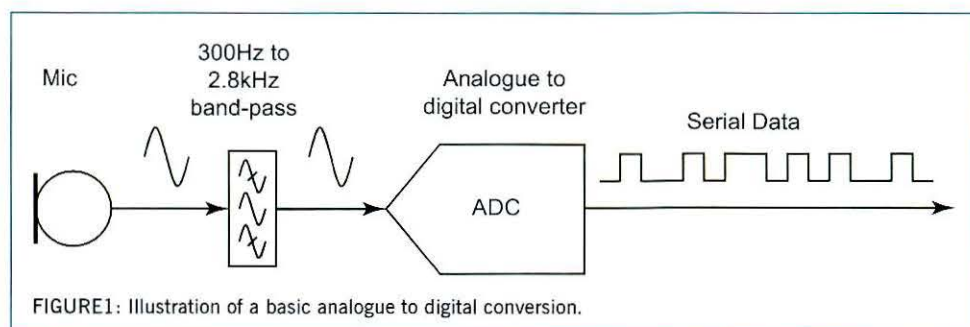 Mic
300Hz to
2.8kHz
band-pass
Analogue to
digital converter
Serial Data
ADC
FIGURE1: Illustration of a basic analogue to digital conversion.